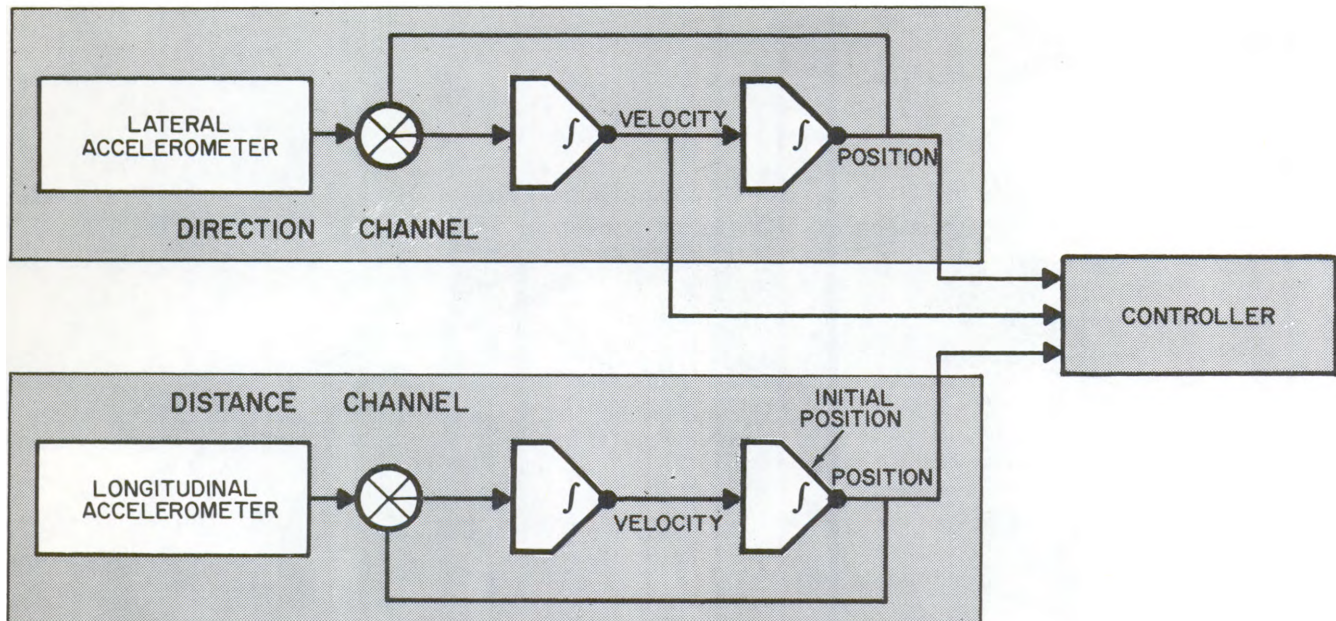 LATERAL
ACCELEROMETER
∫
VELOCITY
∫
POSITION
DIRECTION CHANNEL
CONTROLLER
DISTANCE CHANNEL
INITIAL
POSITION
LONGITUDINAL
ACCELEROMETER
∫
VELOCITY
∫
POSITION